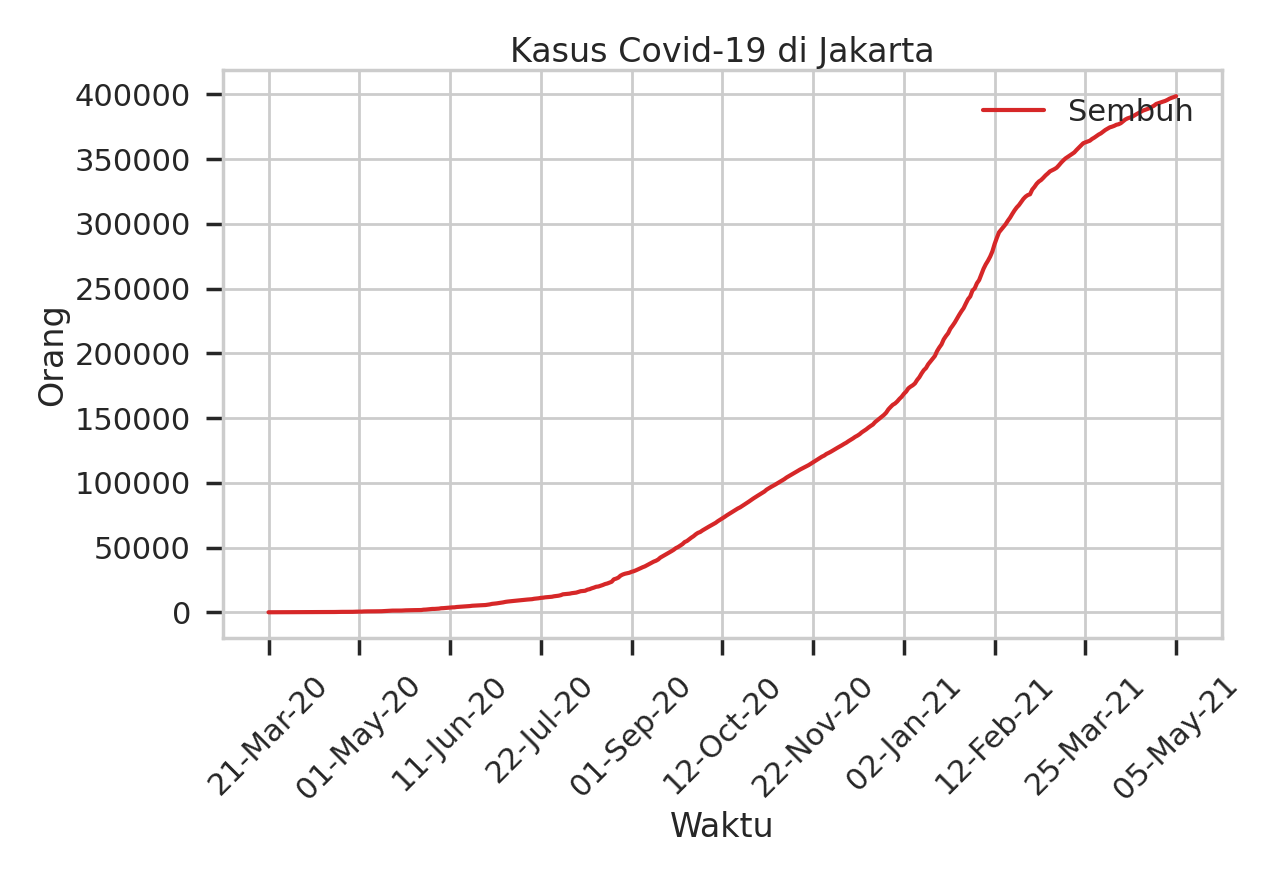 Kasus Covid-19 di Jakarta
Sembuh
Orang
400000
350000
300000
250000
200000
150000
100000
50000
0
21-Mar-20
01-May-20
11-Jun-20
22-Jul-20
01-Sep-20
12-Oct-20
22-Nov-20
02-Jan-21
12-Feb-21
25-Mar-21
05-May-21
Waktu